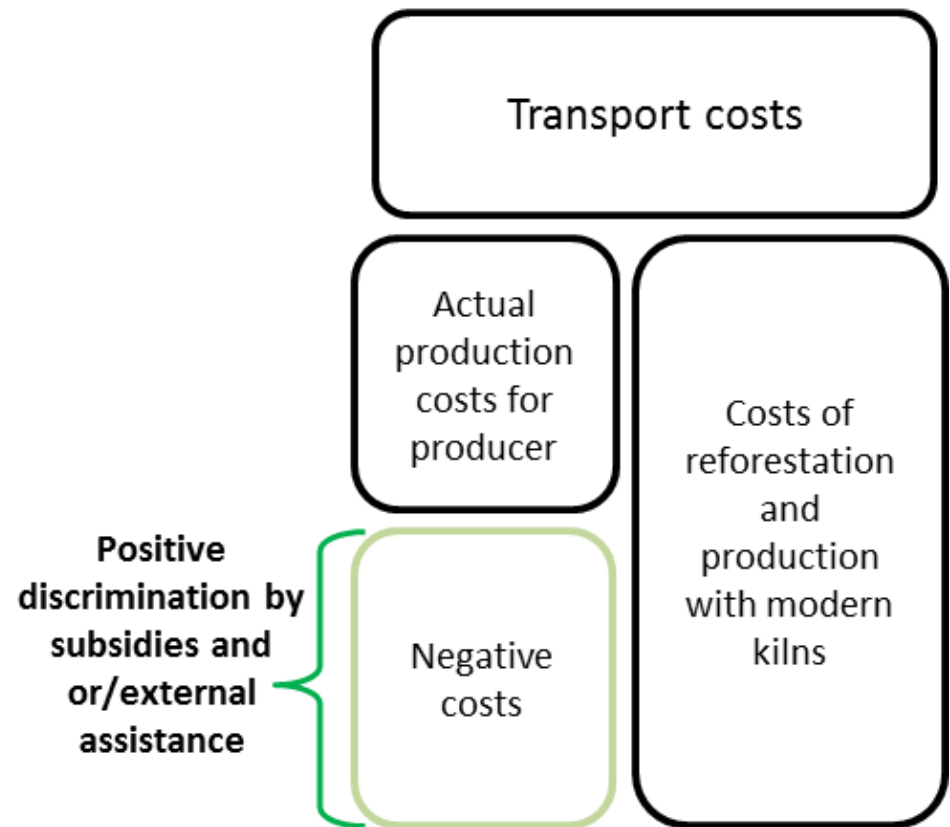 Transport costs
Actual
production
costs for
producer
Costs of
reforestation
and
production
with modern
kilns
Positive
discrimination by
subsidies and
or/external
assistance
Negative
costs